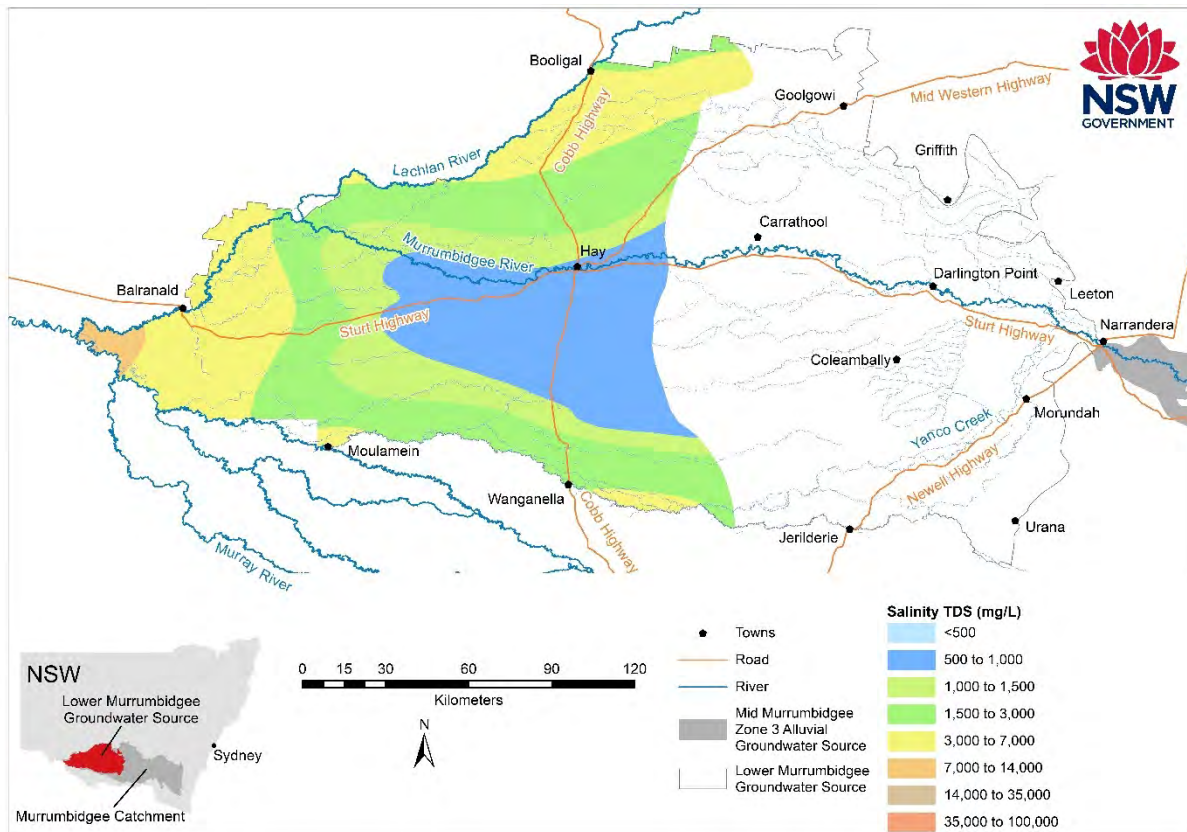 Booligal
Goolgowi
Mid Western Highway
NSW
GOVERNMENT
Cobb Highway
Griffith
Lachlan River
Carrathool
Murrumbidgee River
Hay
Darlington Point
Leeton
Balranald
Sturt Highway
Sturt Highway
Narrandera
Coleambally
Morundah
Yanco Creek
Moulamein
Newell Highway
Wanganella
Cobb Highway
Urana
Jerilderie
Murray River
NSW
Lower Murrumbidgee
Groundwater Source
Sydney
Murrumbidgee Catchment
0 15 30 60 90 120
Kilometers
N
Towns
Road
River
Mid Murrumbidgee
Zone 3 Alluvial
Groundwater Source
Lower Murrumbidgee
Groundwater Source
Salinity TDS (mg/L)
<500
500 to 1,000
1,000 to 1,500
1,500 to 3,000
3,000 to 7,000
7,000 to 14,000
14,000 to 35,000
35,000 to 100,000